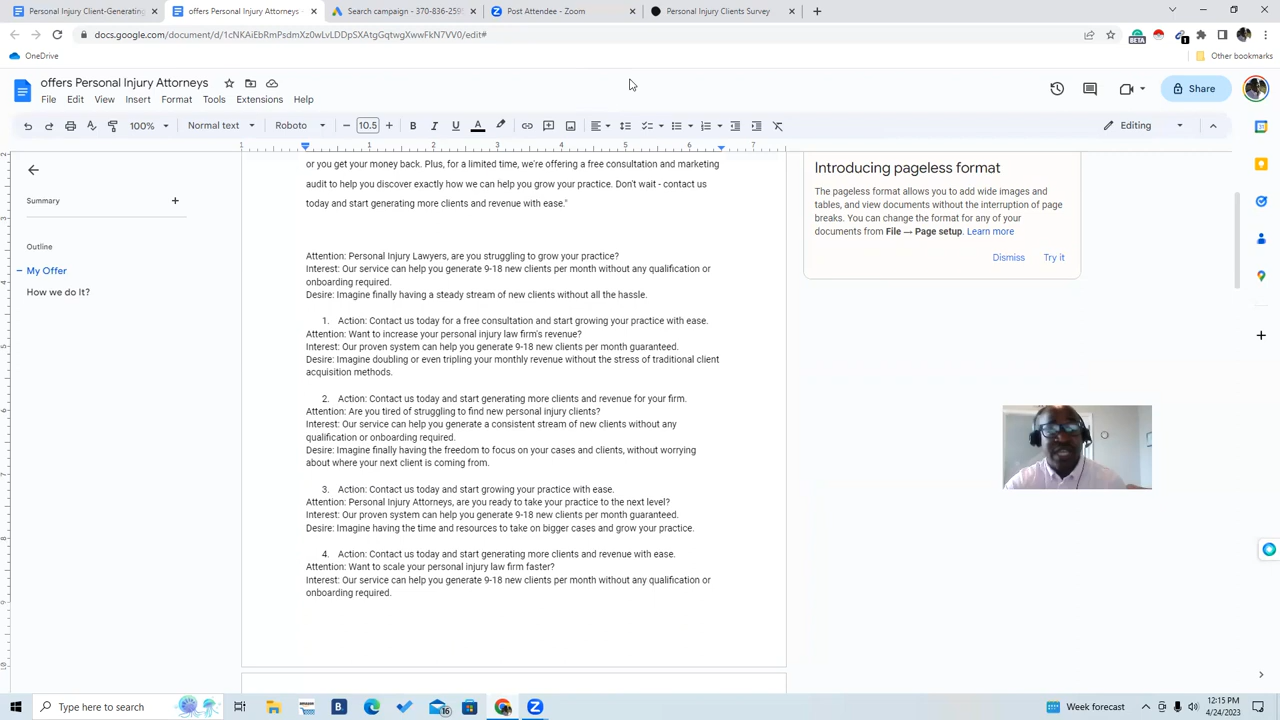 Personal Injury Client-Generating
offers Personal Injury Attorneys -
Search campaign - 370-836-259
Post Attendee - Zoom
Personal Injury Clients Survey
docs.google.com/document/d/1cNKAiEbRmPsdmXz0wLvLDDpSXAtgGqtwgXwwFkN7VV0/edit#
OneDrive
Other bookmarks
offers Personal Injury Attorneys
File Edit View Insert Format Tools Extensions Help
Share
100% Normal text Roboto 10.5 Editing
or you get your money back. Plus, for a limited time, we're offering a free consultation and marketing
audit to help you discover exactly how we can help you grow your practice. Don't wait - contact us
today and start generating more clients and revenue with ease."
Summary
Outline
My Offer
How we do It?
Attention: Personal Injury Lawyers, are you struggling to grow your practice?
Interest: Our service can help you generate 9-18 new clients per month without any qualification or
onboarding required.
Desire: Imagine finally having a steady stream of new clients without all the hassle.
1. Action: Contact us today for a free consultation and start growing your practice with ease.
Attention: Want to increase your personal injury law firm's revenue?
Interest: Our proven system can help you generate 9-18 new clients per month guaranteed.
Desire: Imagine doubling or even tripling your monthly revenue without the stress of traditional client
acquisition methods.
2. Action: Contact us today and start generating more clients and revenue for your firm.
Attention: Are you tired of struggling to find new personal injury clients?
Interest: Our service can help you generate a consistent stream of new clients without any
qualification or onboarding required.
Desire: Imagine finally having the freedom to focus on your cases and clients, without worrying
about where your next client is coming from.
3. Action: Contact us today and start growing your practice with ease.
Attention: Personal Injury Attorneys, are you ready to take your practice to the next level?
Interest: Our proven system can help you generate 9-18 new clients per month guaranteed.
Desire: Imagine having the time and resources to take on bigger cases and grow your practice.
4. Action: Contact us today and start generating more clients and revenue with ease.
Attention: Want to scale your personal injury law firm faster?
Interest: Our service can help you generate 9-18 new clients per month without any qualification or
onboarding required.
Introducing pageless format
The pageless format allows you to add wide images and
tables, and view documents without the interruption of page
breaks. You can change the format for any of your
documents from File → Page setup. Learn more
Dismiss Try it
Type here to search
Week forecast
12:15 PM
4/24/2023